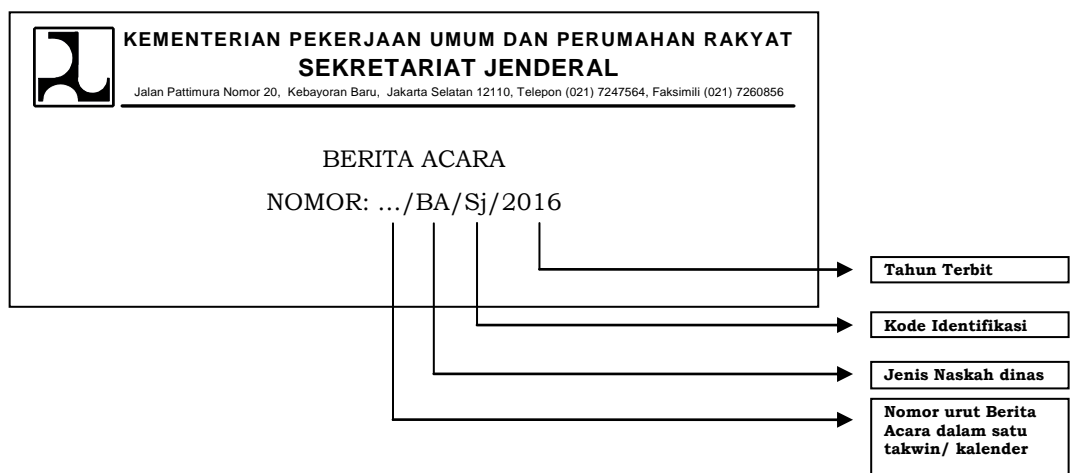 KEMENTERIAN PEKERJAAN UMUM DAN PERUMAHAN RAKYAT
SEKRETARIAT JENDERAL
Jalan Pattimura Nomor 20, Kebayoran Baru, Jakarta Selatan 12110, Telepon (021) 7247564, Faksimili (021) 7260856
BERITA ACARA
NOMOR: .../BA/Sj/2016
Tahun Terbit
Kode Identifikasi
Jenis Naskah dinas
Nomor urut Berita
Acara dalam satu
takwin/ kalender